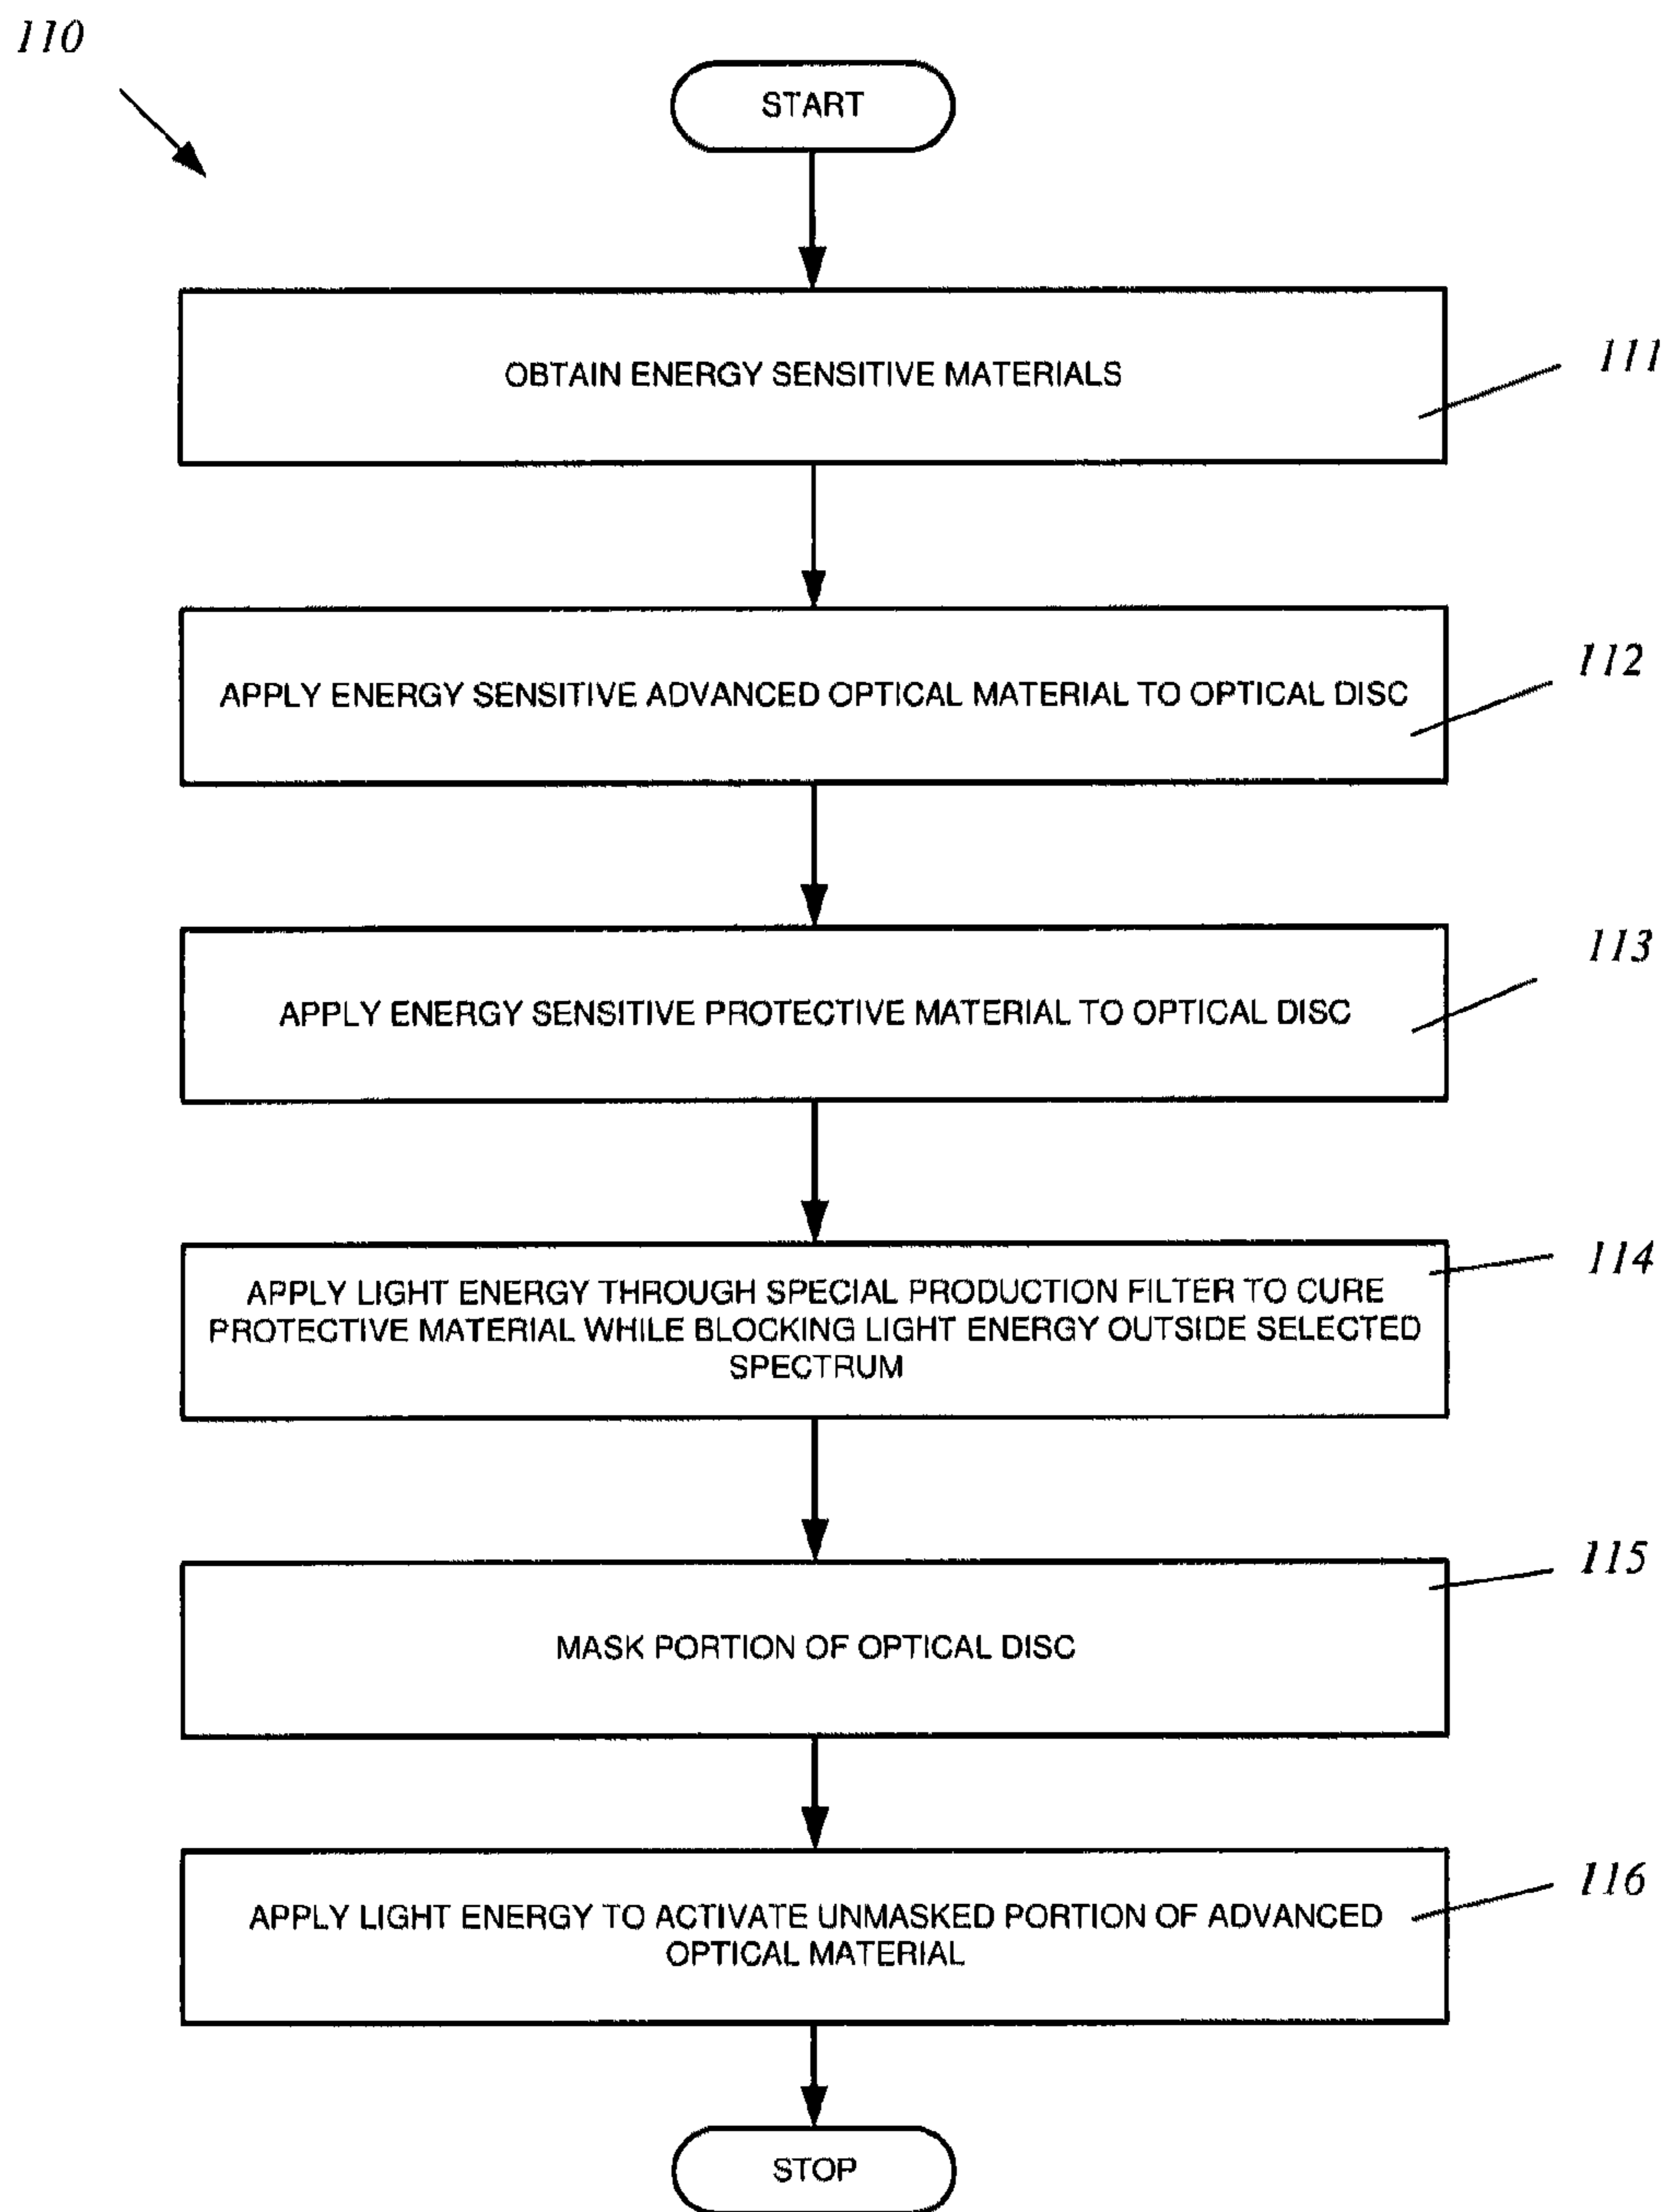 110
START
OBTAIN ENERGY SENSITIVE MATERIALS
111
APPLY ENERGY SENSITIVE ADVANCED OPTICAL MATERIAL TO OPTICAL DISC
112
APPLY ENERGY SENSITIVE PROTECTIVE MATERIAL TO OPTICAL DISC
113
APPLY LIGHT ENERGY THROUGH SPECIAL PRODUCTION FILTER TO CURE
PROTECTIVE MATERIAL WHILE BLOCKING LIGHT ENERGY OUTSIDE SELECTED
SPECTRUM
114
MASK PORTION OF OPTICAL DISC
115
APPLY LIGHT ENERGY TO ACTIVATE UNMASKED PORTION OF ADVANCED
OPTICAL MATERIAL
116
STOP